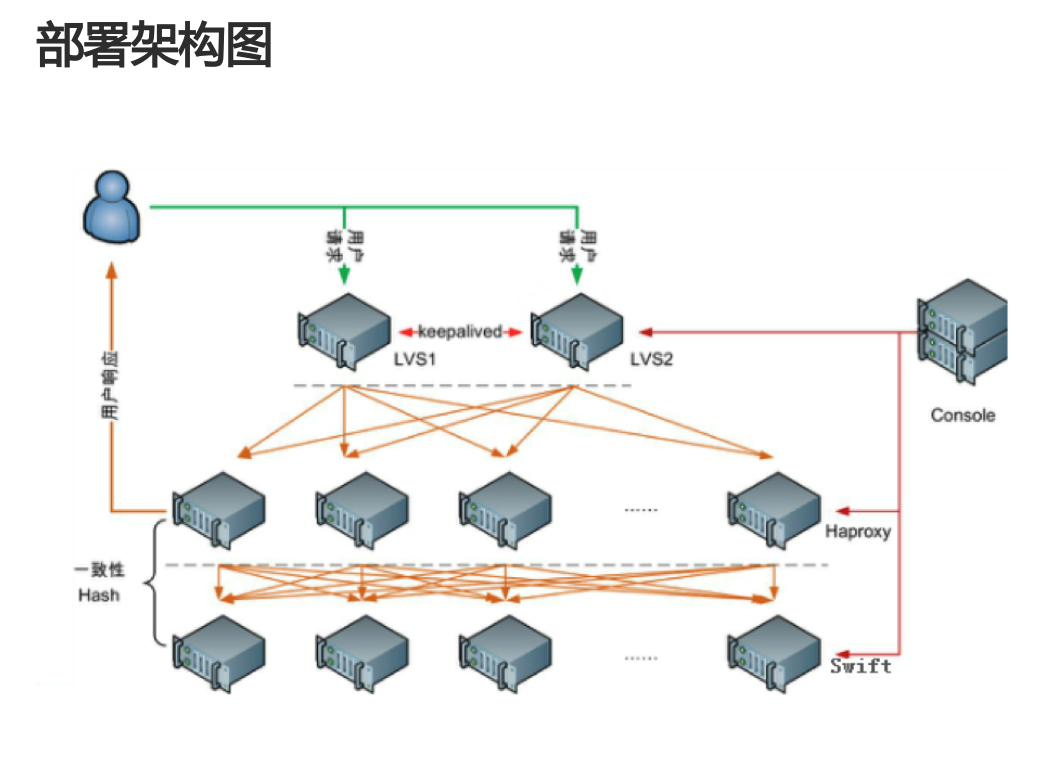 部署架构图
用户
请求
用户
请求
keepalived
LVS1
LVS2
Console
用户响应
......
Haproxy
一致性
Hash
......
Swift